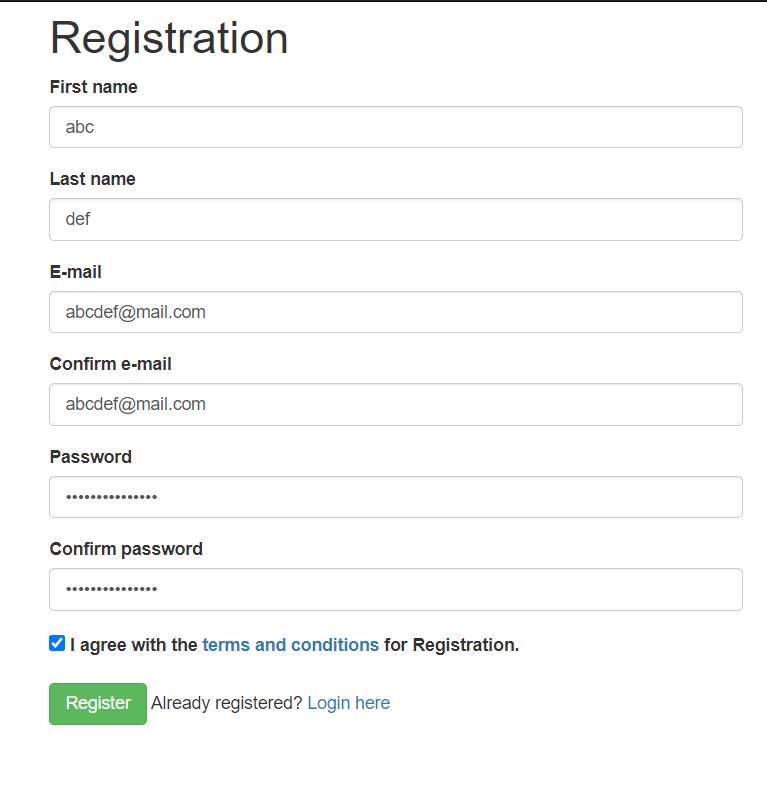 Registration
First name
abc
Last name
def
E-mail
abcdef@mail.com
Confirm e-mail
abcdef@mail.com
Password
•••••••••••••••
Confirm password
•••••••••••••••
I agree with the terms and conditions for Registration.
Register Already registered? Login here